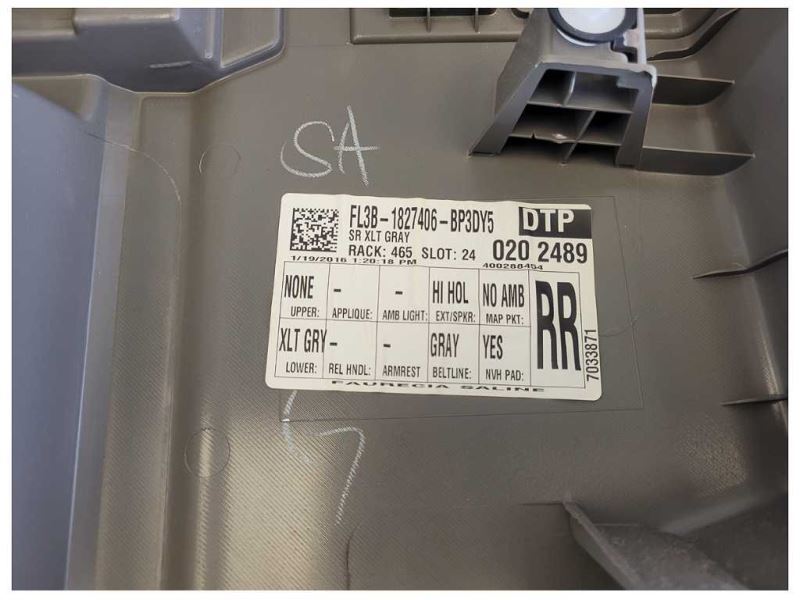 SA
FL3B-1827406-BP3DY5 DTP
SR XLT GRAY
RACK: 465 SLOT: 24 020 2489
1/19/2016 1:20:18 PM 400288454
NONE - - HI HOL NO AMB
UPPER: APPLIQUE: AMB LIGHT: EXT/SPKR: MAP PKT:
RR
XLT GRY - - GRAY YES
LOWER: REL HNDL: ARMREST BELTLINE: NVH PAD:
7033871
FAURECIA SALINE